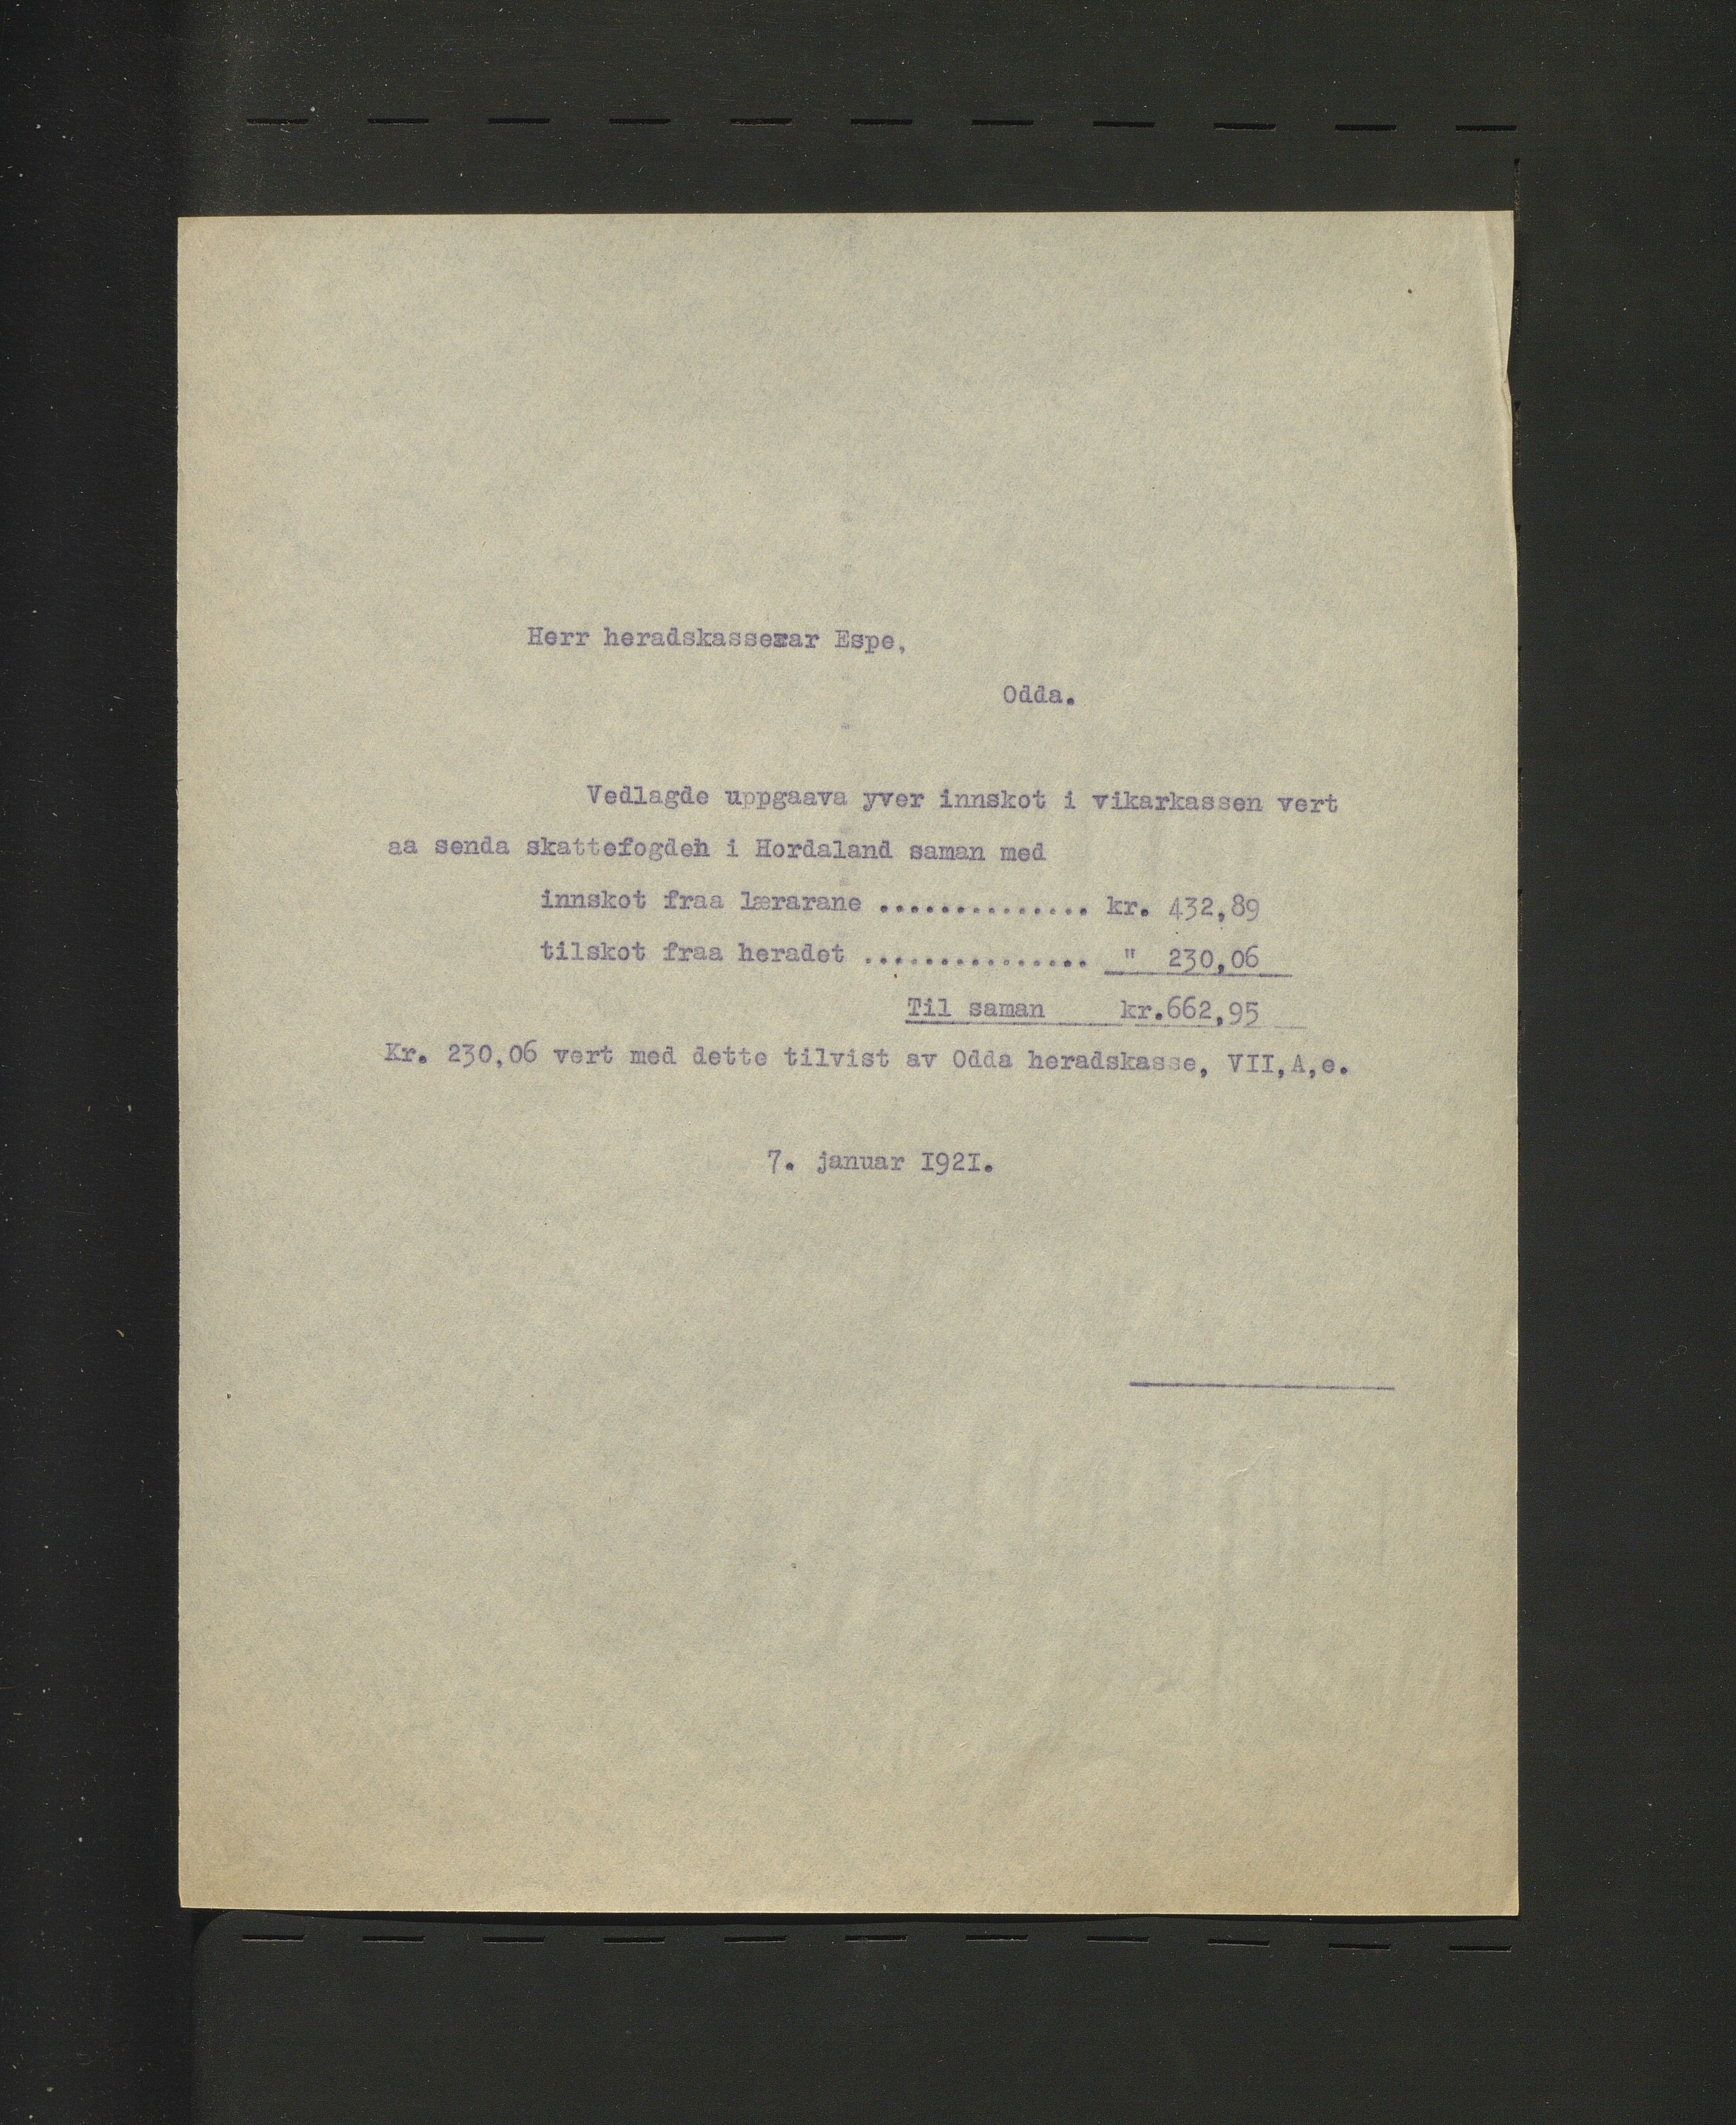 Herr heradskasserar Espe,
Odda.
Vedlagde uppgaava yver innskot i vikarkassen vert
aa senda skattefogden i Hordaland saman med
innskot fraa lærarane .............. kr. 432,89
tilskot fraa heradet ............... " 230,06
Til saman kr.662,95
Kr. 230,06 vert med dette tilvist av Odda heradskasse, VII,A,e.
7. januar I92I.